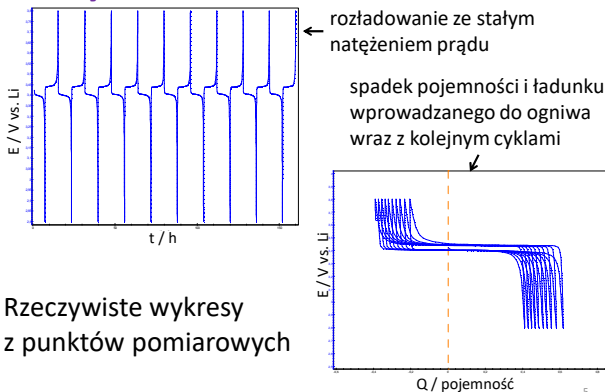 rozładowanie ze stałym
natężeniem prądu
E / V vs. Li
t / h
spadek pojemności i ładunku
wprowadzanego do ogniwa
wraz z kolejnym cyklami
E / V vs. Li
Q / pojemność
Rzeczywiste wykresy
z punktów pomiarowych